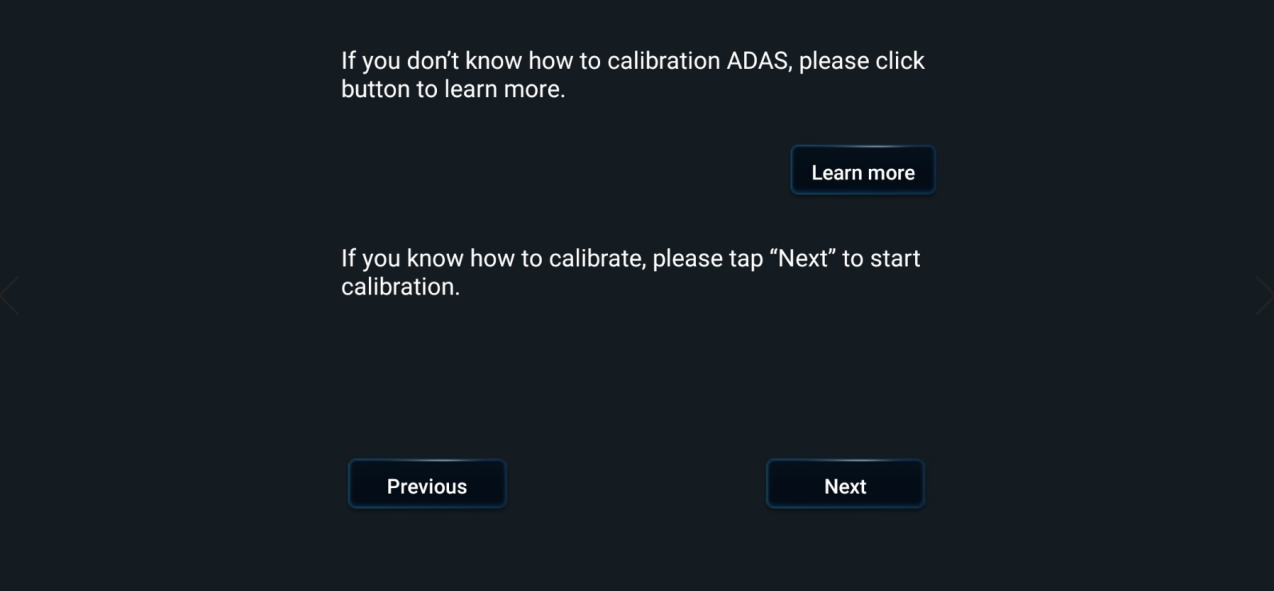 If you don’t know how to calibration ADAS, please click
button to learn more.
Learn more
If you know how to calibrate, please tap “Next” to start
calibration.
Previous
Next